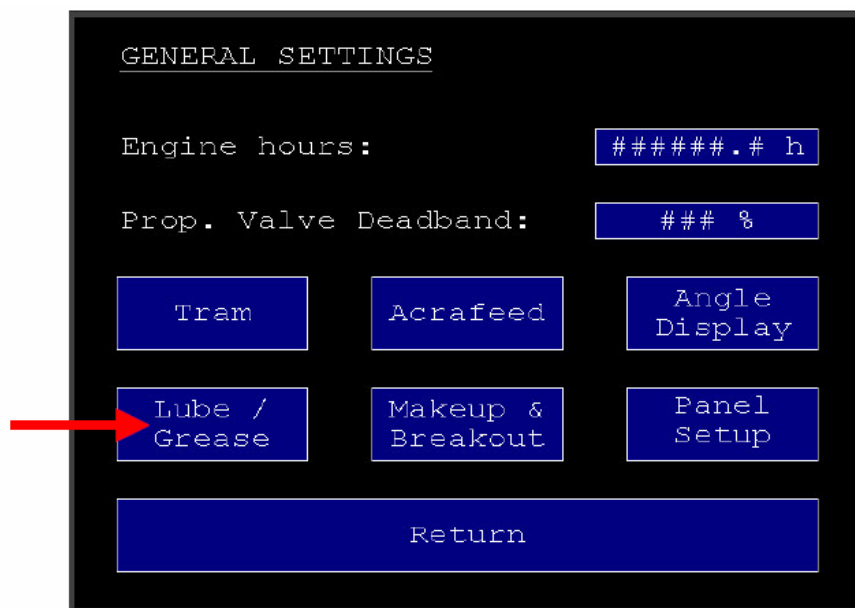 GENERAL SETTINGS
Engine hours: ######.# h
Prop. Valve Deadband: ### %
Tram
Acrafeed
Angle
Display
Lube /
Grease
Makeup &
Breakout
Panel
Setup
Return